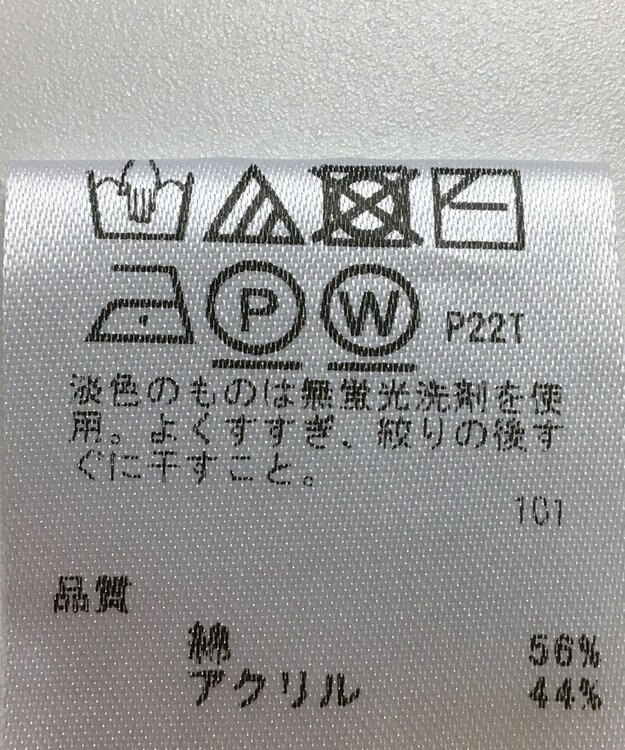 P W P22T
淡色のものは無蛍光洗剤を使
用。よくすすぎ、絞りの後す
ぐに干すこと。
101
品質
綿 56%
アクリル 44%